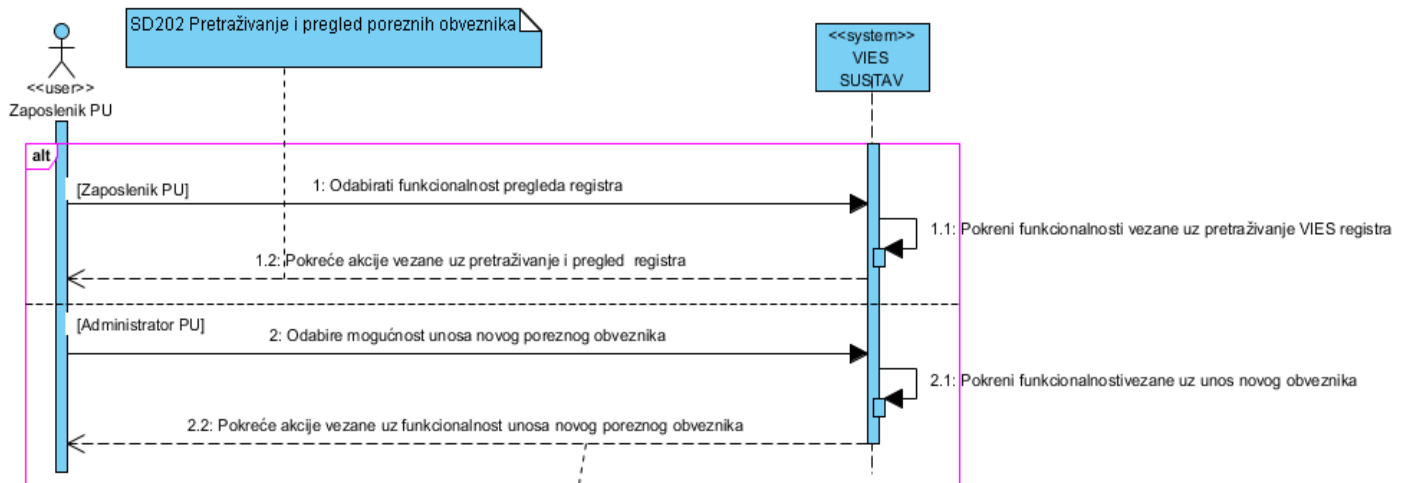 SD202 Pretraživanje i pregled poreznih obveznika
<<system>>
VIES
SUSTAV
<<user>>
Zaposlenik PU
alt
[Zaposlenik PU]
1: Odabirati funkcionalnost pregleda registra
1.1: Pokreni funkcionalnosti vezane uz pretraživanje VIES registra
1.2: Pokreće akcije vezane uz pretraživanje i pregled registra
[Administrator PU]
2: Odabire mogućnost unosa novog poreznog obveznika
2.1: Pokreni funkcionalnostivezane uz unos novog obveznika
2.2: Pokreće akcije vezane uz funkcionalnost unosa novog poreznog obveznika